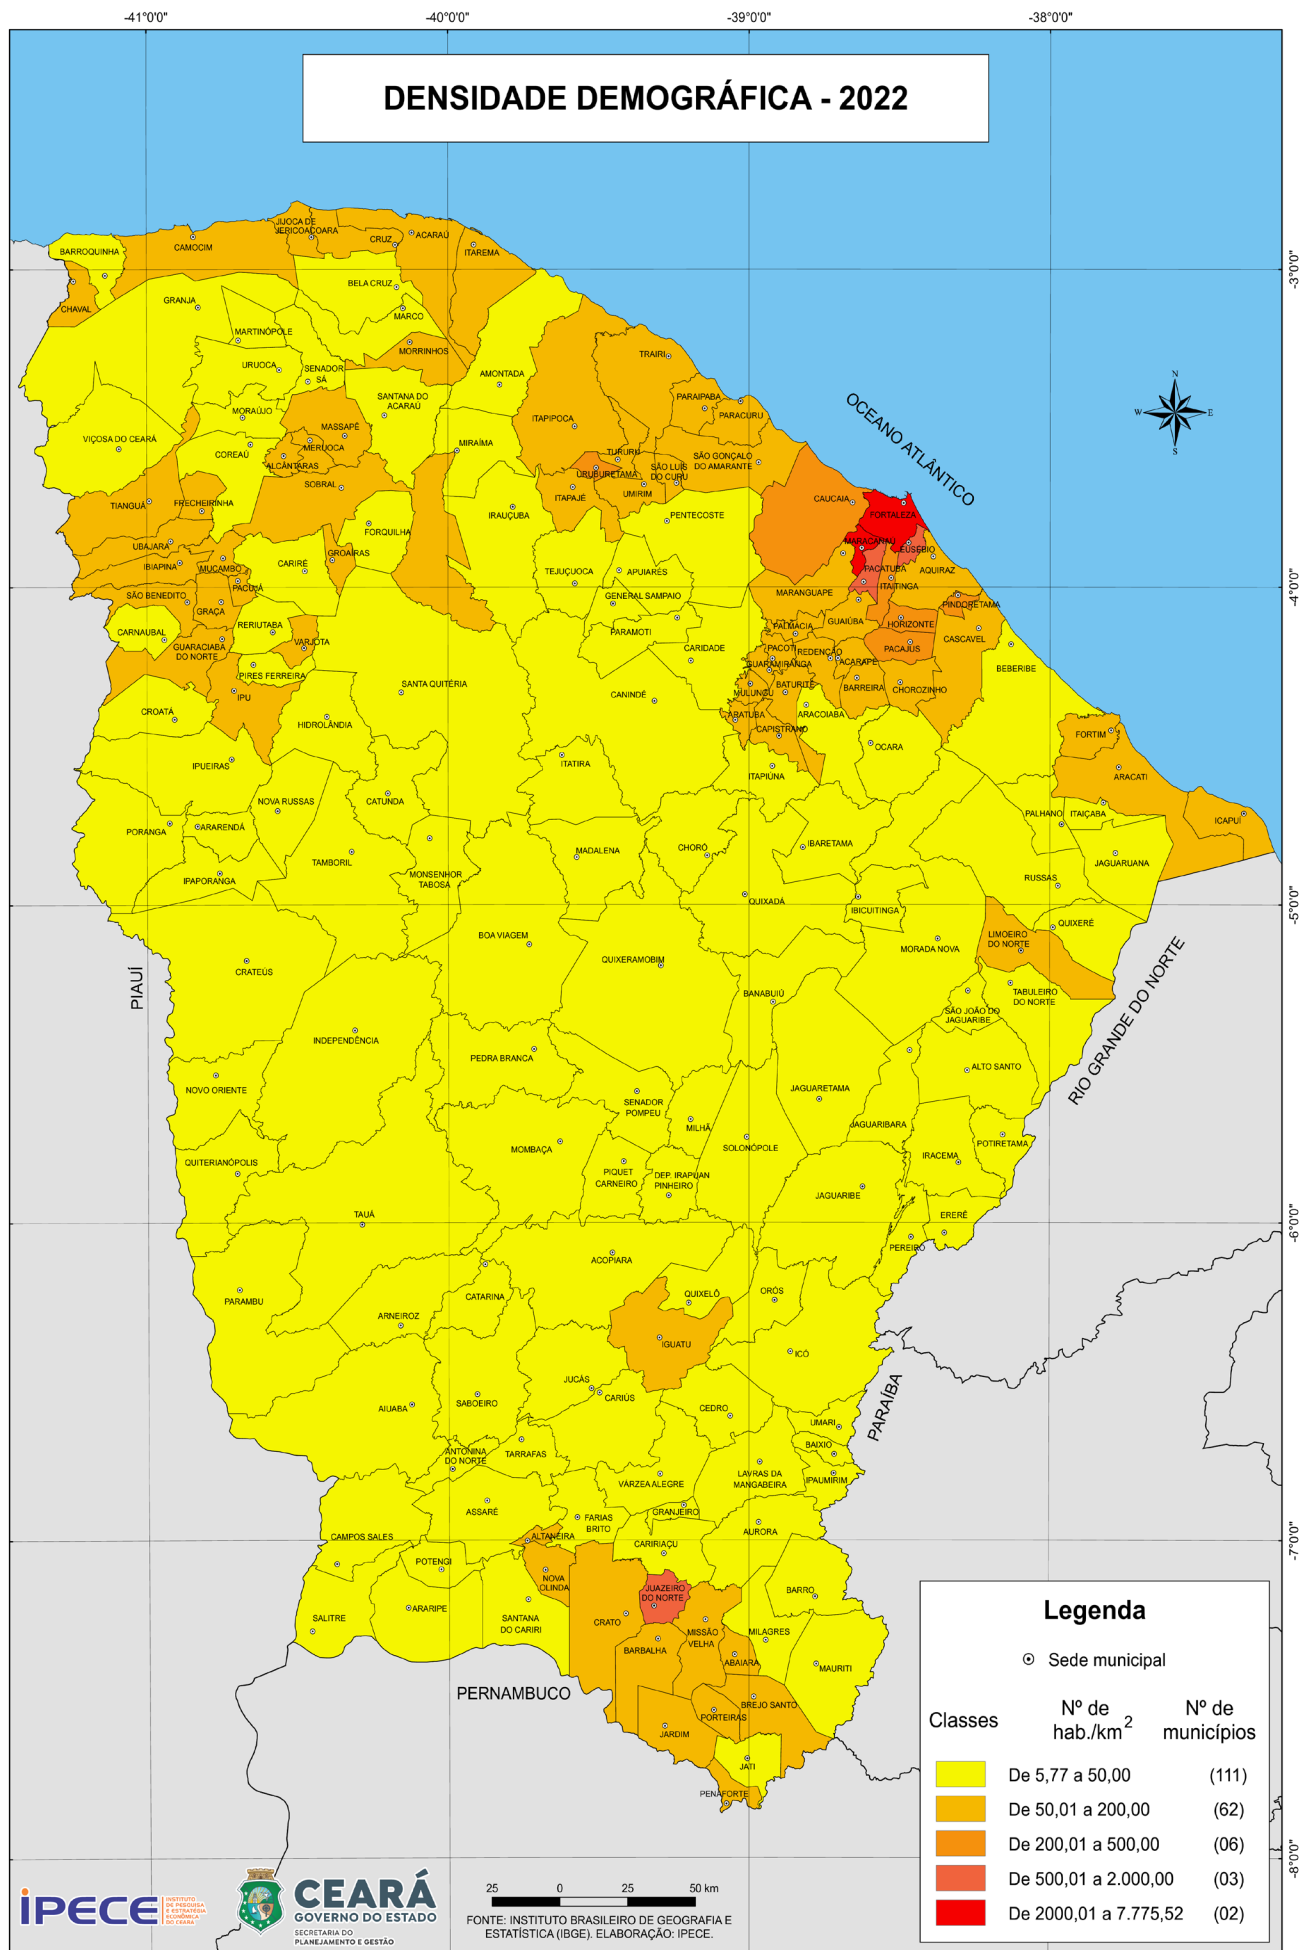 -41°0'0"
-40°0'0"
-39°0'0"
-38°0'0"
DENSIDADE DEMOGRÁFICA - 2022
-3°0'0"
-4°0'0"
-5°0'0"
-6°0'0"
-7°0'0"
-8°0'0"
N
W
E
S
OCEANO ATLÂNTICO
PIAUÍ
RIO GRANDE DO NORTE
PARAÍBA
PERNAMBUCO
BARROQUINHA
CHAVAL
CAMOCIM
JIJOCA DE
JERICOACOARA
CRUZ
ACARAÚ
ITAREMA
GRANJA
BELA CRUZ
MARCO
MARTINÓPOLE
MORRINHOS
URUOCA
SENADOR
SÁ
AMONTADA
TRAIRI
SANTANA DO
ACARAÚ
PARAIPABA
PARACURU
MORAÚJO
MASSAPÊ
ITAPIPOCA
VIÇOSA DO CEARÁ
MERUOCA
MIRAÍMA
COREAÚ
ALCÂNTARAS
TURURU
SÃO GONÇALO
DO AMARANTE
URUBURETAMA
SÃO LUÍS
DO CURU
SOBRAL
ITAPAJÉ
UMIRIM
TIANGUÁ
FRECHEIRINHA
IRAUÇUBA
PENTECOSTE
CAUCAIA
FORTALEZA
FORQUILHA
UBAJARA
MARACANAÚ
EUSÉBIO
IBIAPINA
MUCAMBO
CARIRÉ
GROAÍRAS
TEJUÇUOCA
APUIARÉS
PACATUBA
AQUIRAZ
ITAITINGA
PACUJÁ
SÃO BENEDITO
GRAÇA
GENERAL SAMPAIO
MARANGUAPE
PINDORETAMA
CARNAUBAL
RERIUTABA
PARAMOTI
GUAIÚBA
HORIZONTE
CASCAVEL
PALMÁCIA
GUARACIABA
DO NORTE
VARJOTA
CARIDADE
PACOTI
REDENÇÃO
PACAJUS
GUARAMIRANGA
ACARAPE
BEBERIBE
PIRES FERREIRA
SANTA QUITÉRIA
CANINDÉ
MULUNGU
BATURITÉ
BARREIRA
CHOROZINHO
IPU
CROATÁ
HIDROLÂNDIA
ARATUBA
ARACOIABA
CAPISTRANO
FORTIM
OCARA
IPUEIRAS
ITATIRA
ITAPIÚNA
ARACATI
NOVA RUSSAS
CATUNDA
PALHANO
ITAIÇABA
ICAPUÍ
PORANGA
ARARENDÁ
TAMBORIL
MADALENA
CHORÓ
IBARETAMA
JAGUARUANA
IPAPORANGA
MONSENHOR
TABOSA
RUSSAS
QUIXADÁ
IBICUITINGA
QUIXERÉ
BOA VIAGEM
LIMOEIRO
DO NORTE
MORADA NOVA
CRATEÚS
QUIXERAMOBIM
BANABUIÚ
TABULEIRO
DO NORTE
SÃO JOÃO DO
JAGUARIBE
INDEPENDÊNCIA
PEDRA BRANCA
ALTO SANTO
NOVO ORIENTE
JAGUARETAMA
SENADOR
POMPEU
MILHÃ
JAGUARIBARA
MOMBAÇA
SOLONÓPOLE
POTIRETAMA
QUITERIANÓPOLIS
PIQUET
CARNEIRO
DEP. IRAPUAN
PINHEIRO
IRACEMA
JAGUARIBE
TAUÁ
ERERÊ
PEREIRO
ACOPIARA
PARAMBU
CATARINA
QUIXELÔ
ORÓS
ARNEIROZ
IGUATU
ICÓ
JUCÁS
CARIÚS
AIUABA
SABOEIRO
CEDRO
UMARI
BAIXIO
ANTONINA
DO NORTE
TARRAFAS
LAVRAS DA
MANGABEIRA
IPAUMIRIM
VÁRZEA ALEGRE
ASSARÉ
GRANJEIRO
FARIAS
BRITO
CAMPOS SALES
ALTANEIRA
CARIRIAÇU
AURORA
POTENGI
NOVA
OLINDA
JUAZEIRO
DO NORTE
BARRO
SALITRE
ARARIPE
SANTANA
DO CARIRI
CRATO
MISSÃO
VELHA
MILAGRES
BARBALHA
ABAIARA
MAURITI
BREJO SANTO
PORTEIRAS
JARDIM
JATI
PENAFORTE
Legenda
Sede municipal
Classes
Nº de
hab./km²
Nº de
municípios
De 5,77 a 50,00 (111)
De 50,01 a 200,00 (62)
De 200,01 a 500,00 (06)
De 500,01 a 2.000,00 (03)
De 2000,01 a 7.775,52 (02)
IPECE
INSTITUTO
DE PESQUISA
E ESTRATÉGIA
ECONÔMICA
DO CEARÁ
CEARÁ
GOVERNO DO ESTADO
SECRETARIA DO
PLANEJAMENTO E GESTÃO
25 0 25 50 km
FONTE: INSTITUTO BRASILEIRO DE GEOGRAFIA E
ESTATÍSTICA (IBGE). ELABORAÇÃO: IPECE.